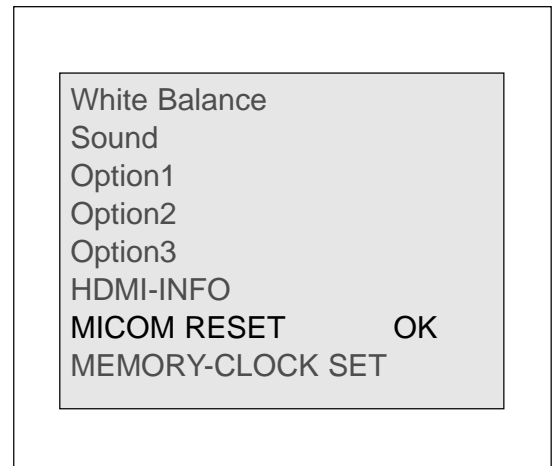 White Balance
Sound
Option1
Option2
Option3
HDMI-INFO
MICOM RESET OK
MEMORY-CLOCK SET